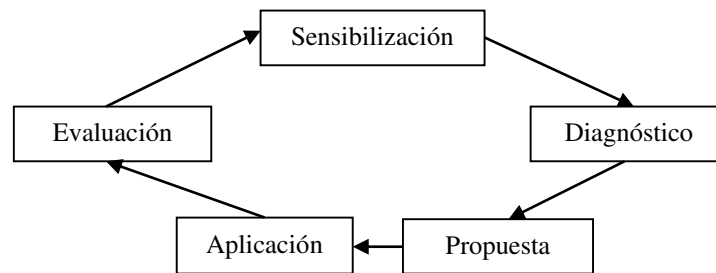 Sensibilización
Evaluación
Diagnóstico
Aplicación
Propuesta